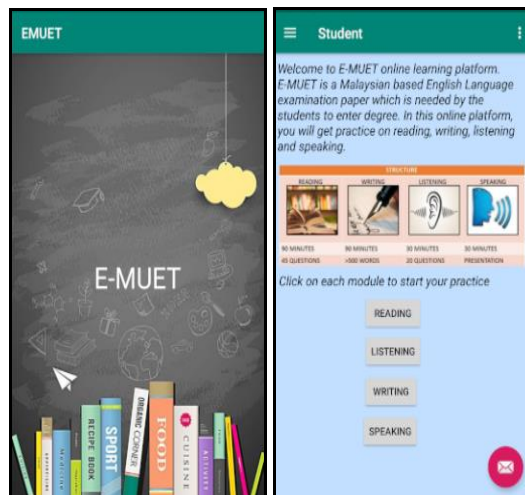 EMUET
E-MUET
RECIPE BOOK
SPORT
ORGANIC CORNER
FOOD
CUISINE
ACTIVITY
Student
Welcome to E-MUET online learning platform.
E-MUET is a Malaysian based English Language
examination paper which is needed by the
students to enter degree. In this online platform,
you will get practice on reading, writing, listening
and speaking.
STRUCTURE
READING WRITING LISTENING SPEAKING
90 MINUTES 90 MINUTES 30 MINUTES 30 MINUTES
45 QUESTIONS >500 WORDS 20 QUESTIONS PRESENTATION
Click on each module to start your practice
READING
LISTENING
WRITING
SPEAKING